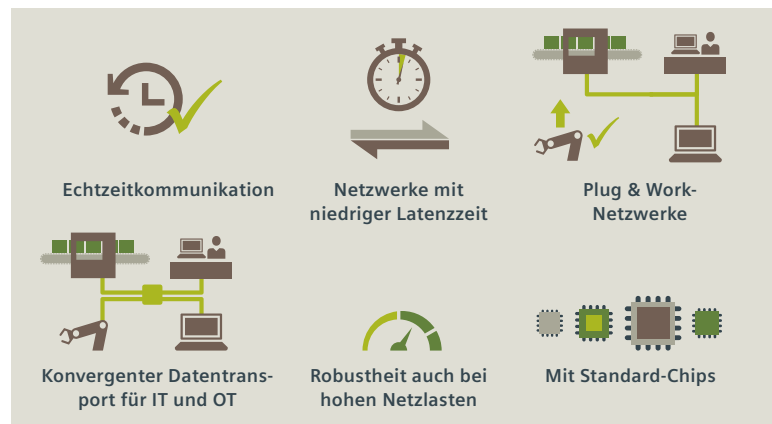 Echtzeitkommunikation
Netzwerke mit
niedriger Latenzzeit
Plug & Work-
Netzwerke
Konvergenter Datentrans-
port für IT und OT
Robustheit auch bei
hohen Netzlasten
Mit Standard-Chips